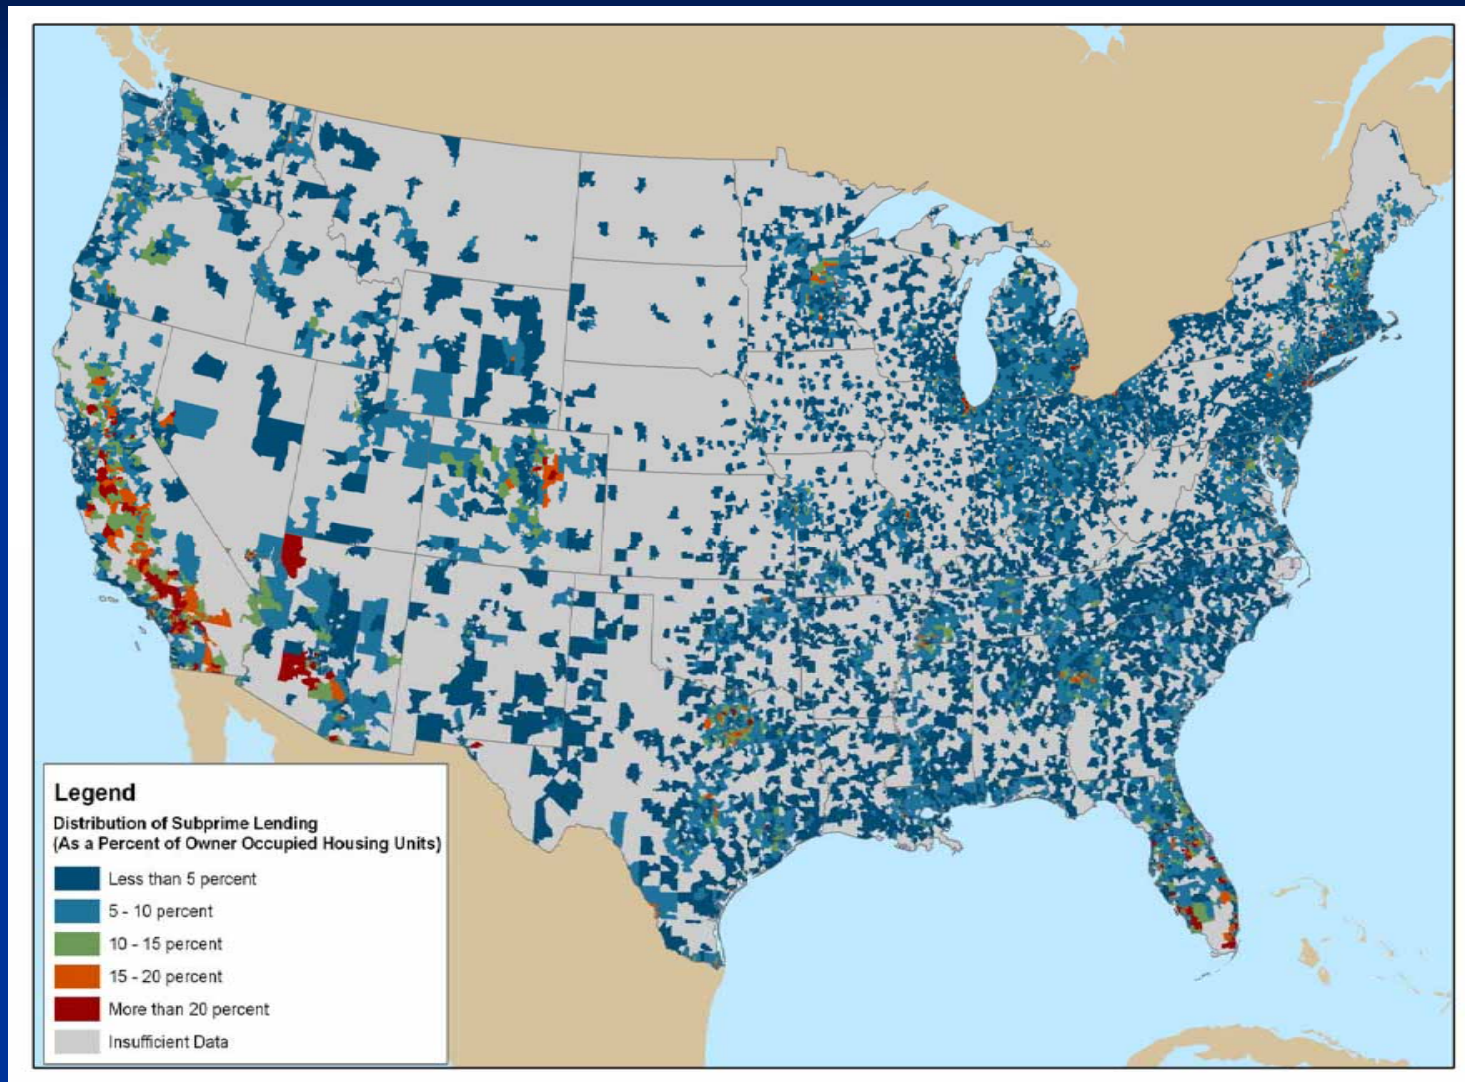 Legend
Distribution of Subprime Lending
(As a Percent of Owner Occupied Housing Units)
Less than 5 percent
5 - 10 percent
10 - 15 percent
15 - 20 percent
More than 20 percent
Insufficient Data